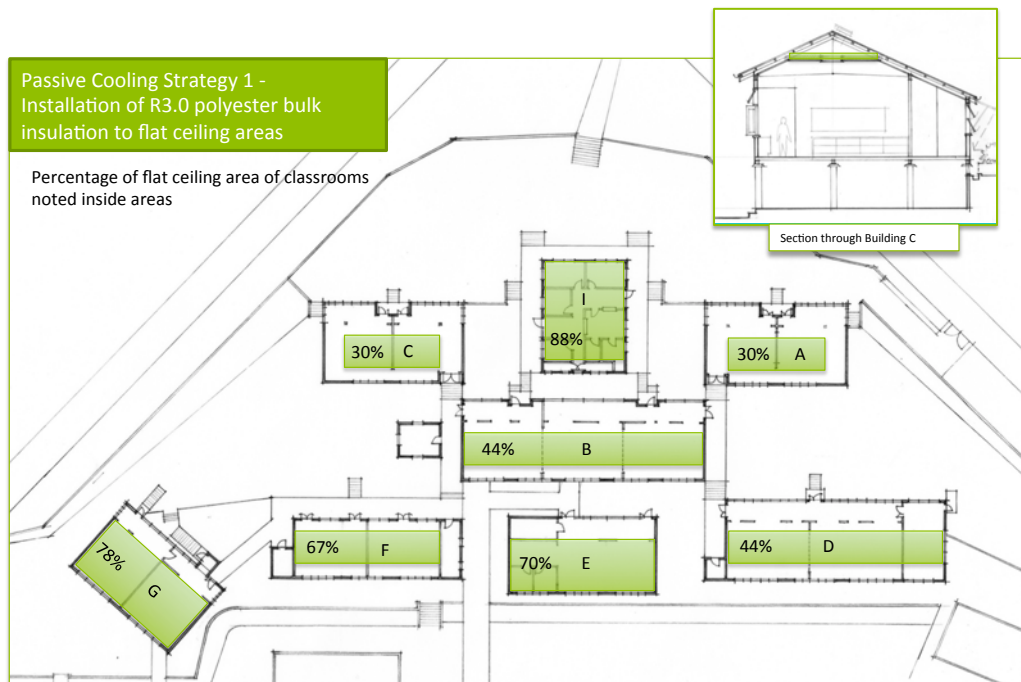 Passive Cooling Strategy 1 -
Installation of R3.0 polyester bulk
insulation to flat ceiling areas
Percentage of flat ceiling area of classrooms
noted inside areas
Section through Building C
I
88%
30% C
30% A
44% B
67% F
70% E
44% D
78%
G